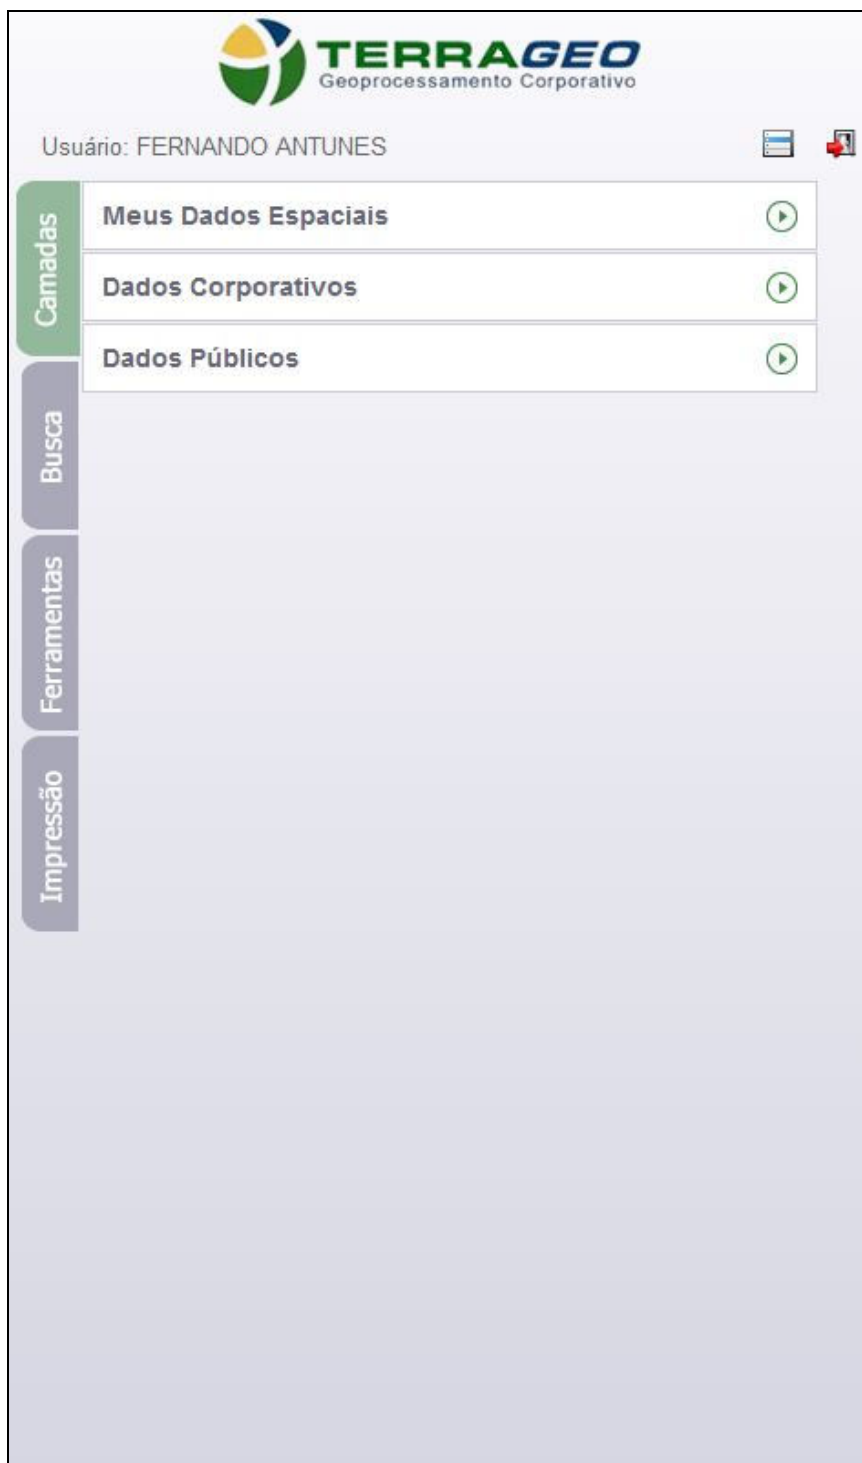 TERRAGEO
Geoprocessamento Corporativo
Usuário: FERNANDO ANTUNES
Camadas
Meus Dados Espaciais
Dados Corporativos
Dados Públicos
Busca
Ferramentas
Impressão